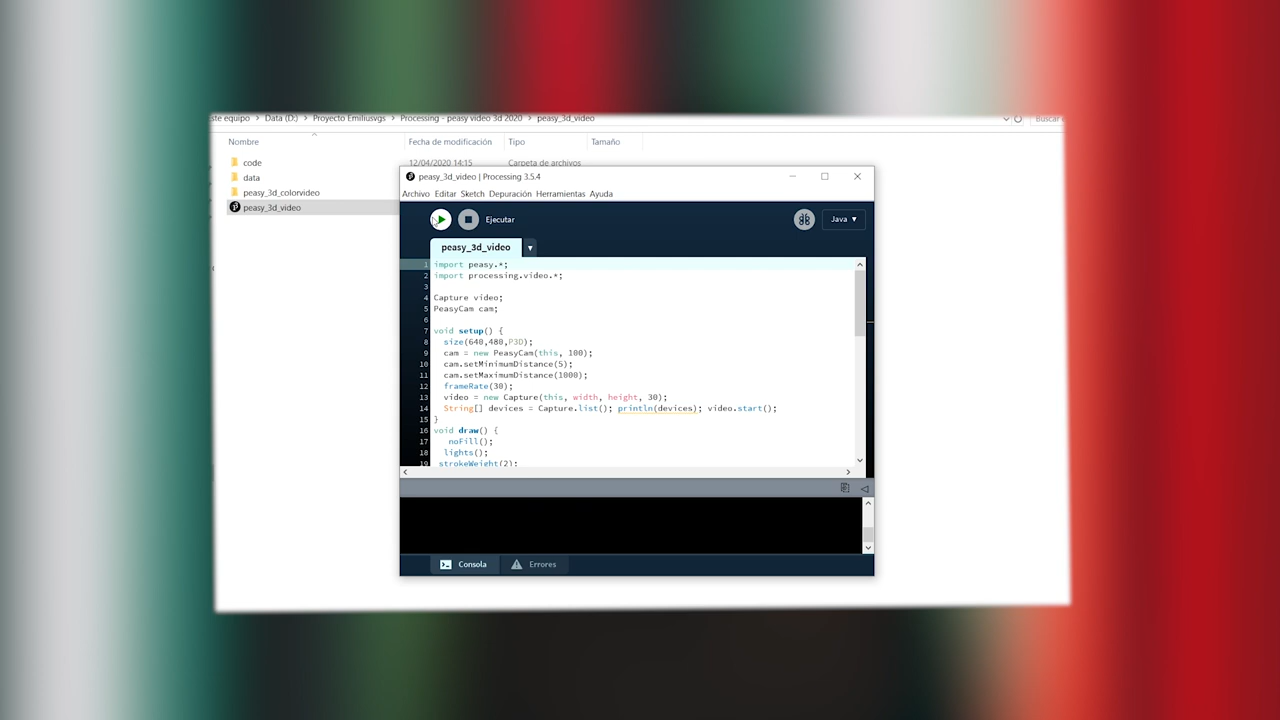 ste equipo > Data (D:) > Proyecto Emiliusvgs > Processing - peasy video 3d 2020 > peasy_3d_video
Nombre Fecha de modificación Tipo Tamaño
code 12/04/2020 14:15 Carpeta de archivos
data
peasy_3d_colorvideo
peasy_3d_video
peasy_3d_video | Processing 3.5.4
Archivo Editar Sketch Depuración Herramientas Ayuda
Ejecutar
Java ▾
peasy_3d_video
1 import peasy.*;
2 import processing.video.*;
3
4 Capture video;
5 PeasyCam cam;
6
7 void setup() {
8 size(640,480,P3D);
9 cam = new PeasyCam(this, 100);
10 cam.setMinimumDistance(5);
11 cam.setMaximumDistance(1000);
12 frameRate(30);
13 video = new Capture(this, width, height, 30);
14 String[] devices = Capture.list(); println(devices); video.start();
15 }
16 void draw() {
17 noFill();
18 lights();
19 strokeWeight(2);
Consola Errores